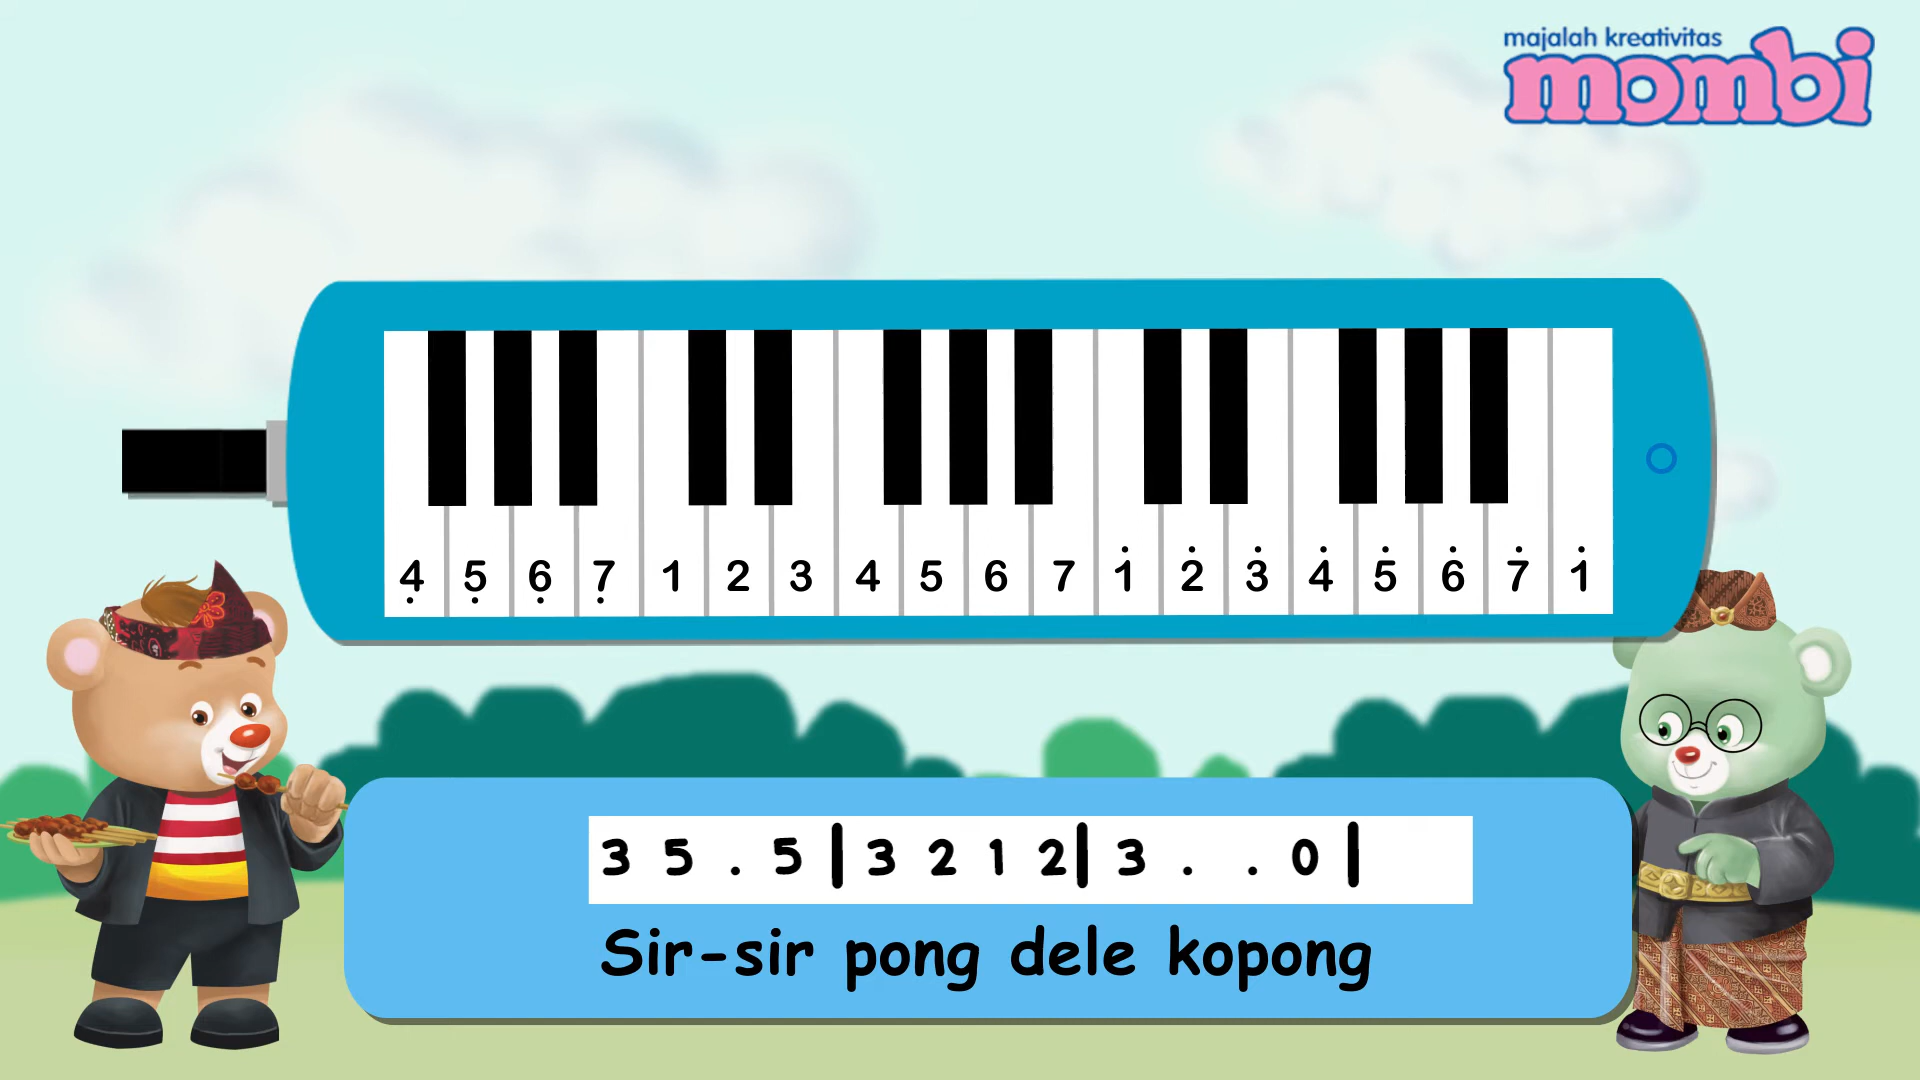 majalah kreativitas
mombi
4̣ 5̣ 6̣ 7̣ 1 2 3 4 5 6 7 1̇ 2̇ 3̇ 4̇ 5̇ 6̇ 7̇ 1̇
3 5 . 5 | 3 2 1 2 | 3 . . 0 |
Sir-sir pong dele kopong